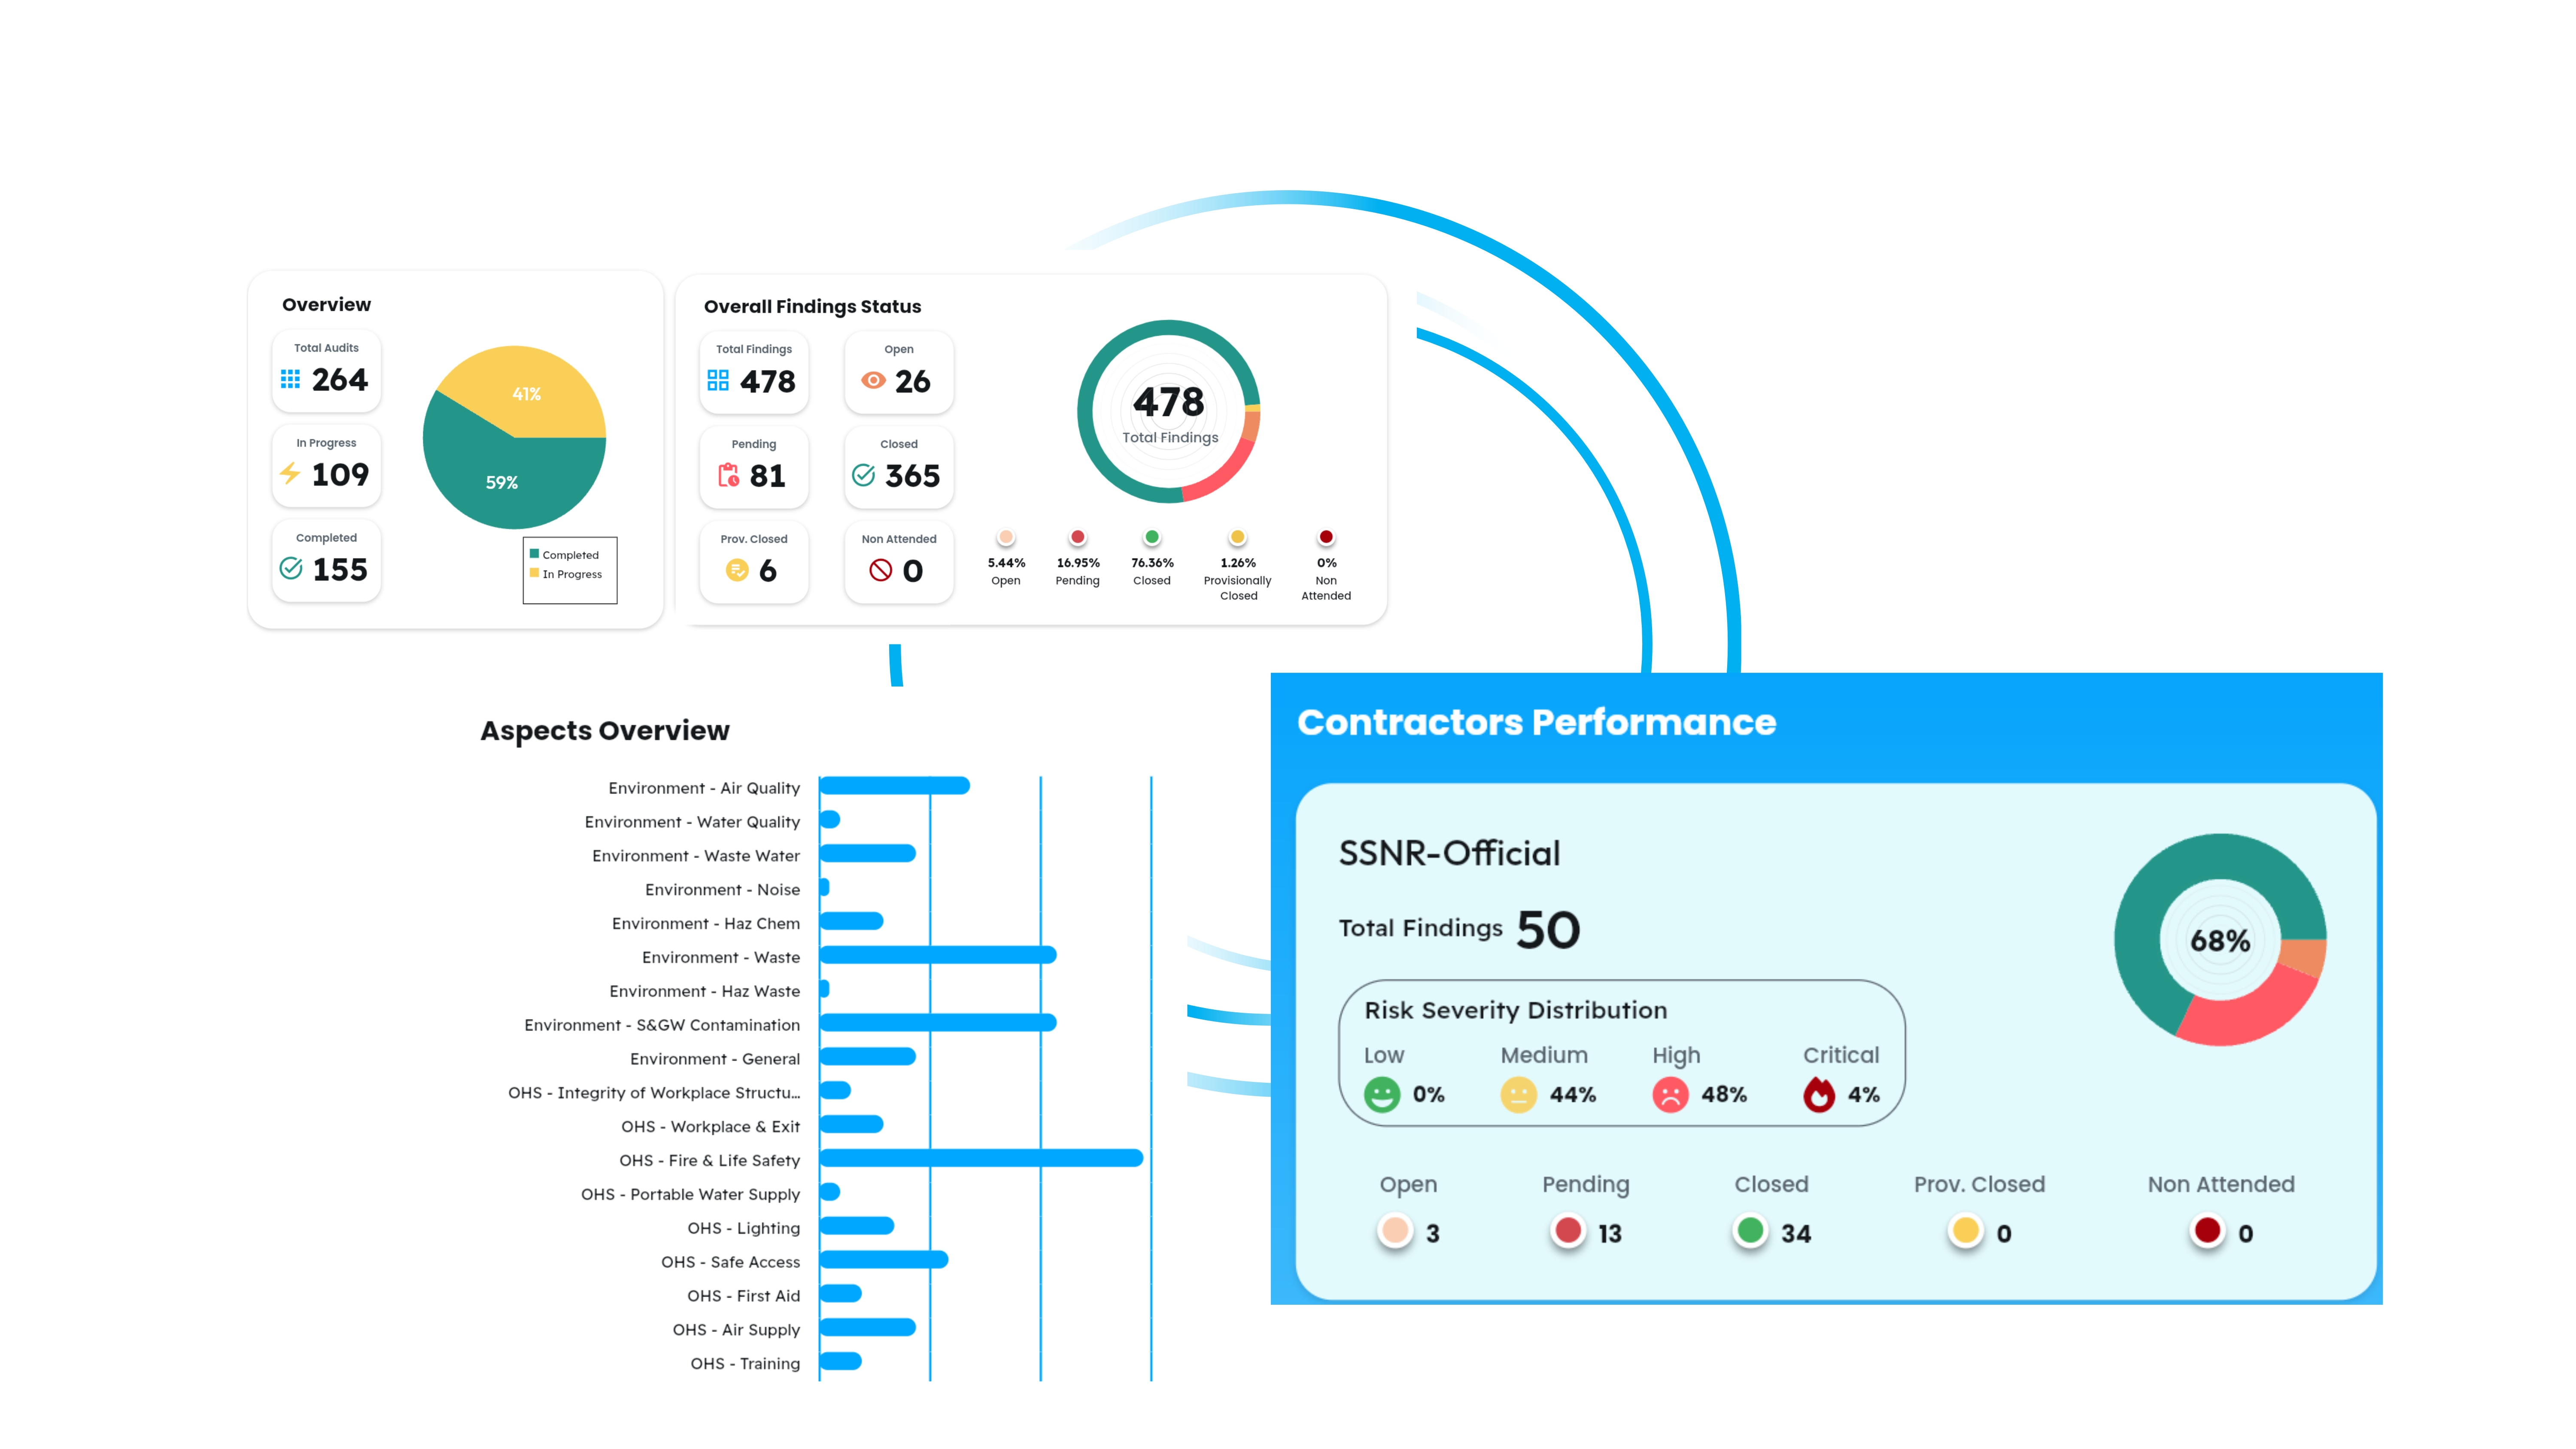 Overview
Total Audits
264
In Progress
109
Completed
155
41%
59%
Completed
In Progress
Overall Findings Status
Total Findings
478
Open
26
Pending
81
Closed
365
Prov. Closed
6
Non Attended
0
478
Total Findings
5.44% 16.95% 76.36% 1.26% 0%
Open Pending Closed Provisionally Non
Closed Attended
Aspects Overview
Environment - Air Quality
Environment - Water Quality
Environment - Waste Water
Environment - Noise
Environment - Haz Chem
Environment - Waste
Environment - Haz Waste
Environment - S&GW Contamination
Environment - General
OHS - Integrity of Workplace Structu...
OHS - Workplace & Exit
OHS - Fire & Life Safety
OHS - Portable Water Supply
OHS - Lighting
OHS - Safe Access
OHS - First Aid
OHS - Air Supply
OHS - Training
Contractors Performance
SSNR-Official
Total Findings 50
68%
Risk Severity Distribution
Low Medium High Critical
0% 44% 48% 4%
Open Pending Closed Prov. Closed Non Attended
3 13 34 0 0